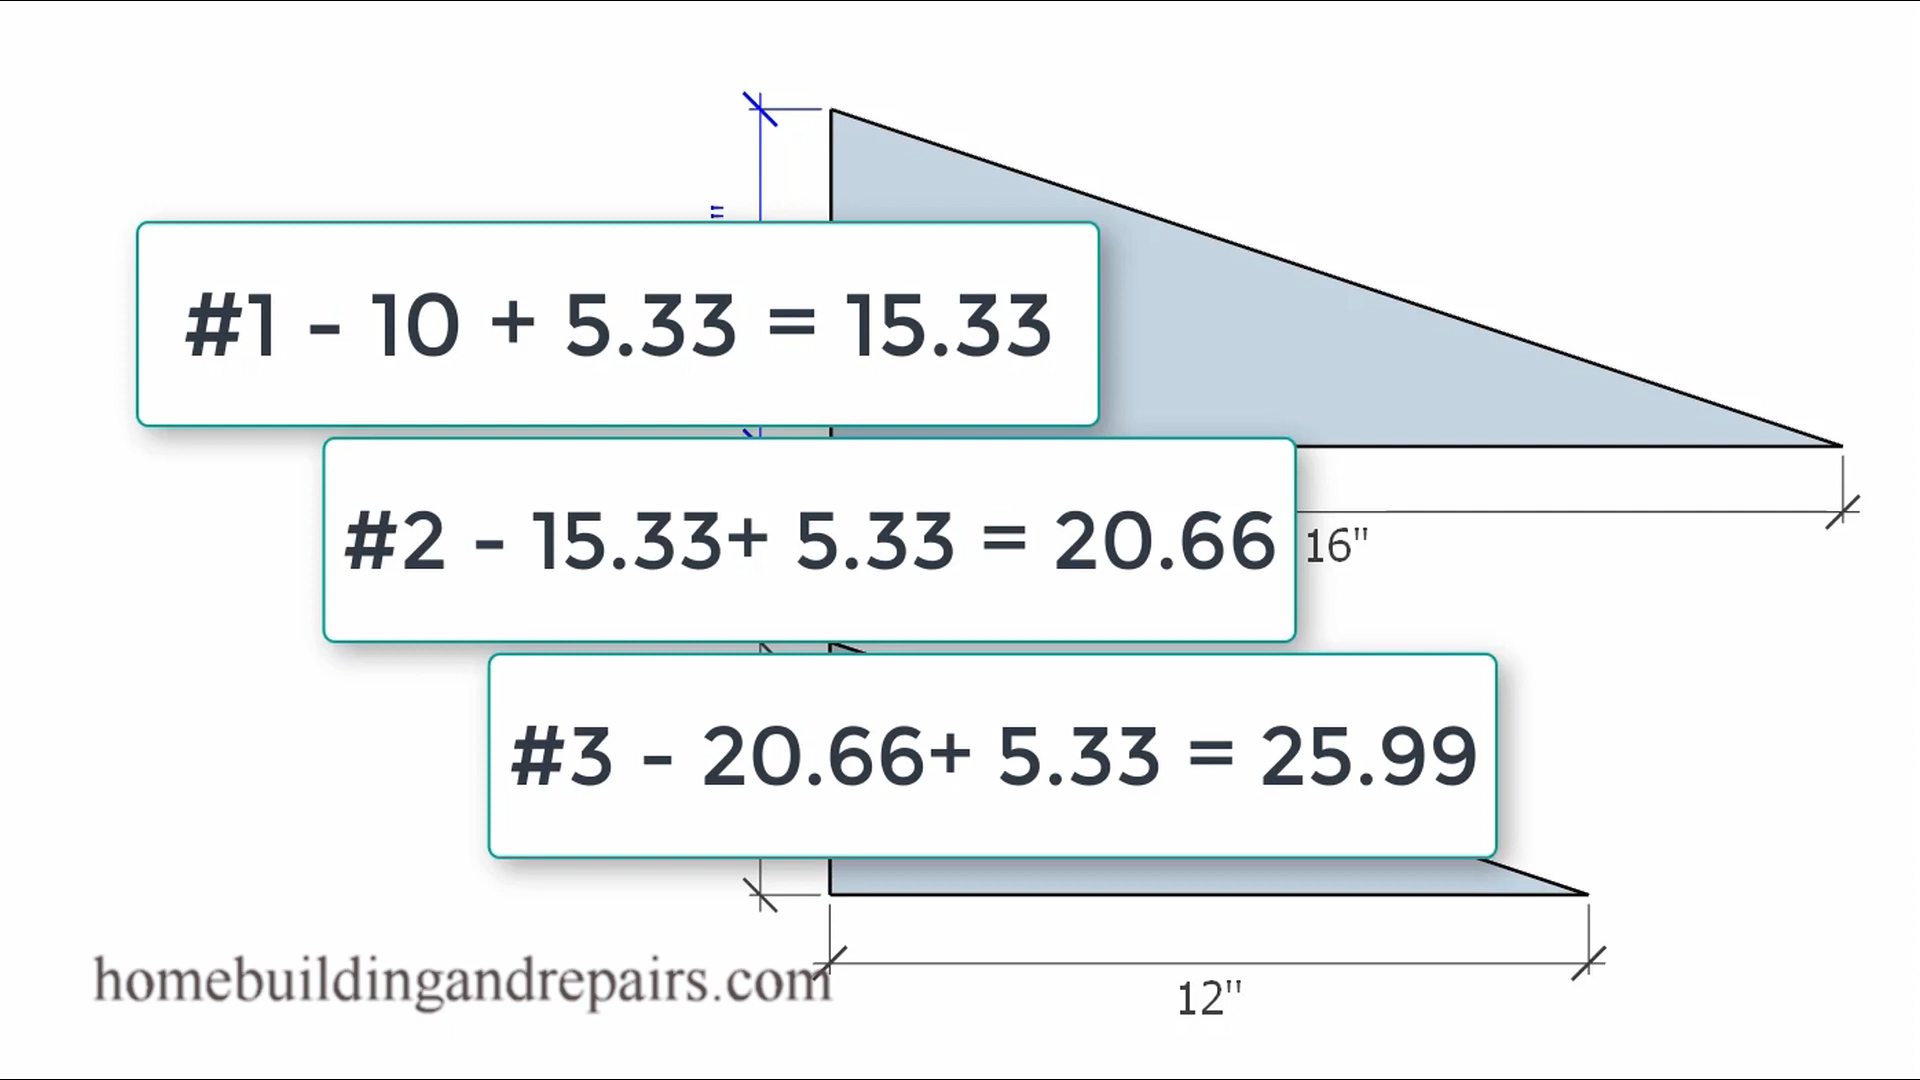 "
#1 - 10 + 5.33 = 15.33
#2 - 15.33+ 5.33 = 20.66
16"
#3 - 20.66+ 5.33 = 25.99
homebuildingandrepairs.com
12"